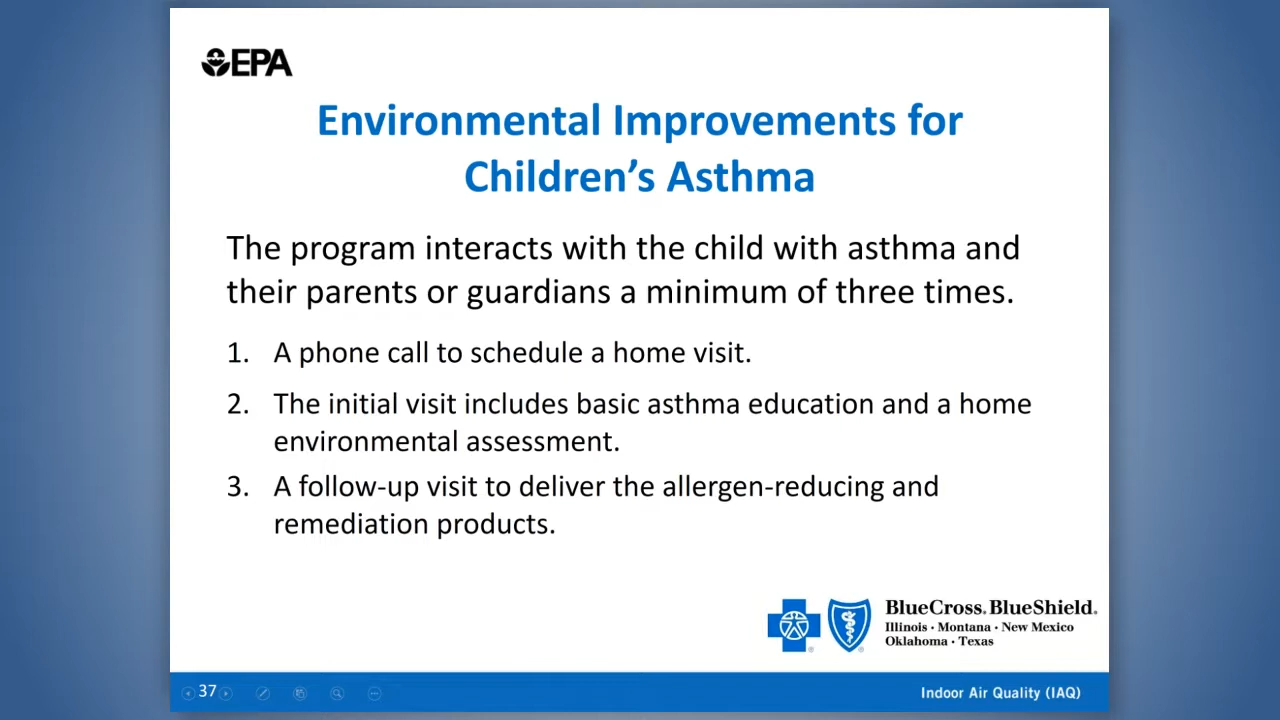 EPA
Environmental Improvements for
Children’s Asthma
The program interacts with the child with asthma and
their parents or guardians a minimum of three times.
1. A phone call to schedule a home visit.
2. The initial visit includes basic asthma education and a home
environmental assessment.
3. A follow-up visit to deliver the allergen-reducing and
remediation products.
BlueCross® BlueShield®
Illinois · Montana · New Mexico
Oklahoma · Texas
37
Indoor Air Quality (IAQ)